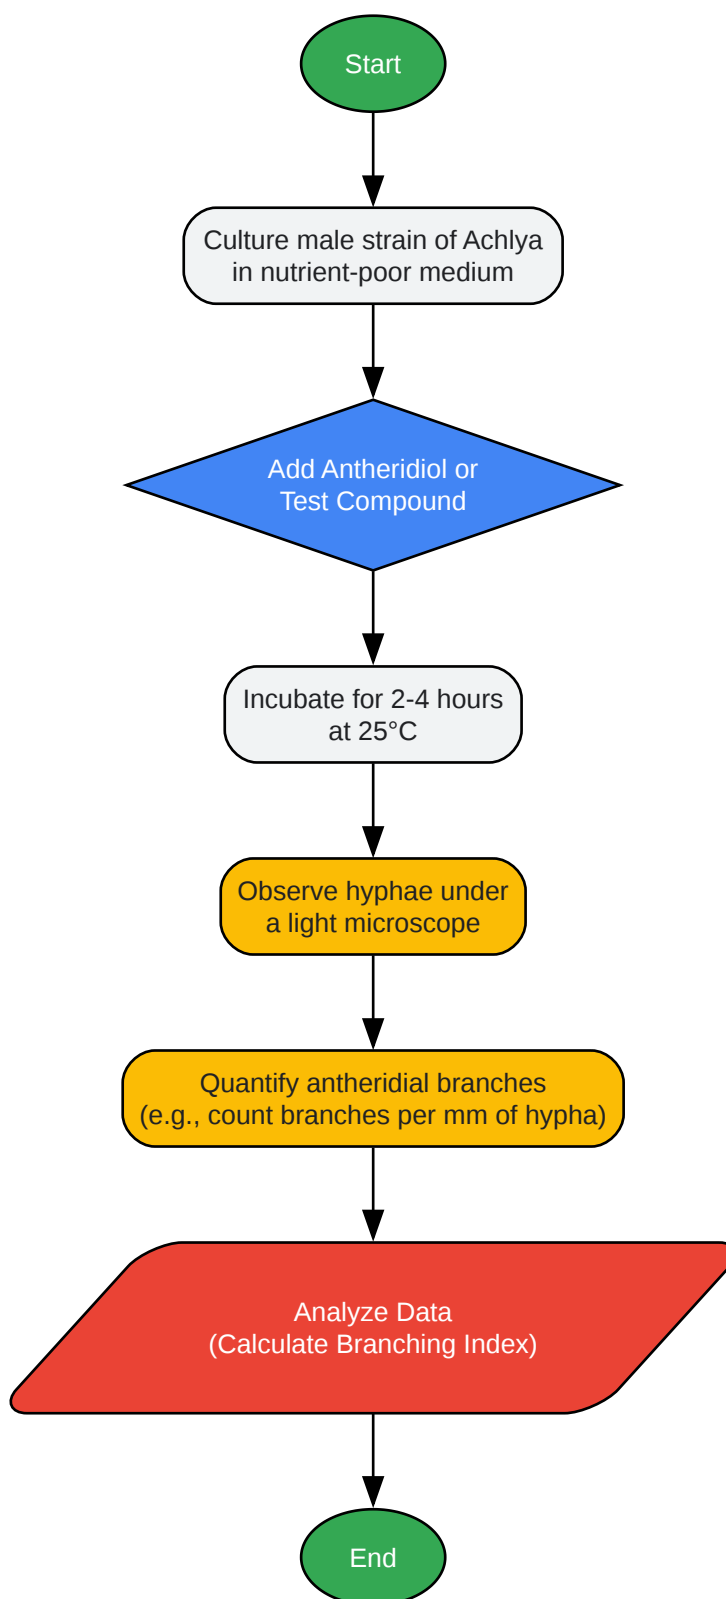 Start
Culture male strain of Achlya
in nutrient-poor medium
Add Antheridiol or
Test Compound
Incubate for 2-4 hours
at 25°C
Observe hyphae under
a light microscope
Quantify antheridial branches
(e.g., count branches per mm of hypha)
Analyze Data
(Calculate Branching Index)
End